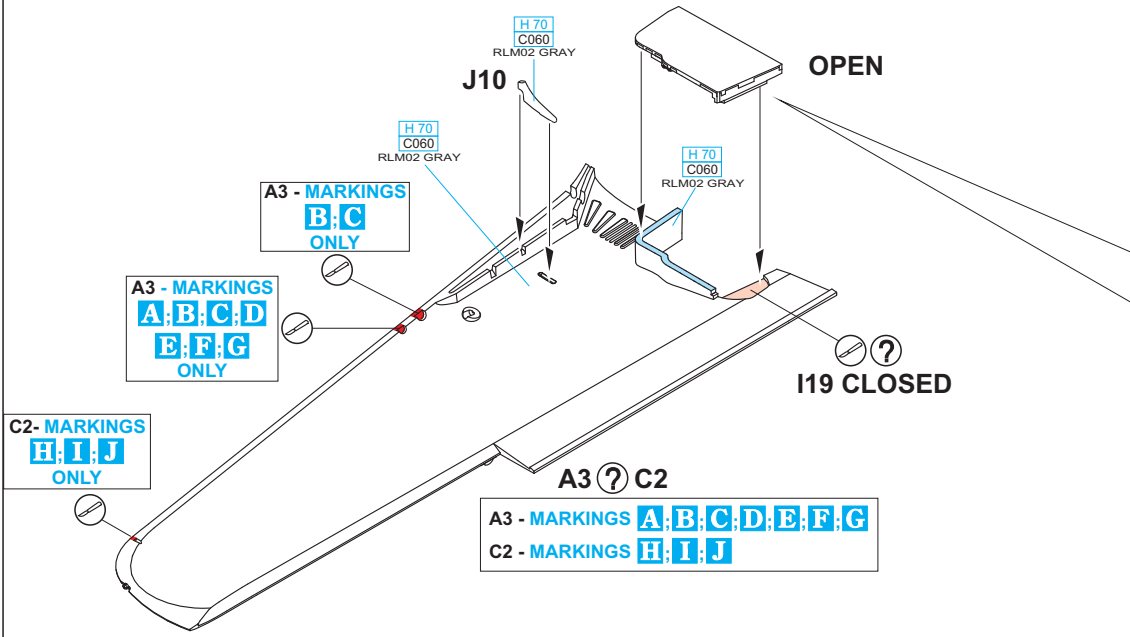 H 70
C060
RLM02 GRAY
J10
OPEN
H 70
C060
RLM02 GRAY
H 70
C060
RLM02 GRAY
A3 - MARKINGS
B;C
ONLY
A3 - MARKINGS
A;B;C;D
E;F;G
ONLY
?
I19 CLOSED
C2- MARKINGS
H;I;J
ONLY
A3 ? C2
A3 - MARKINGS A;B;C;D;E;F;G
C2 - MARKINGS H;I;J